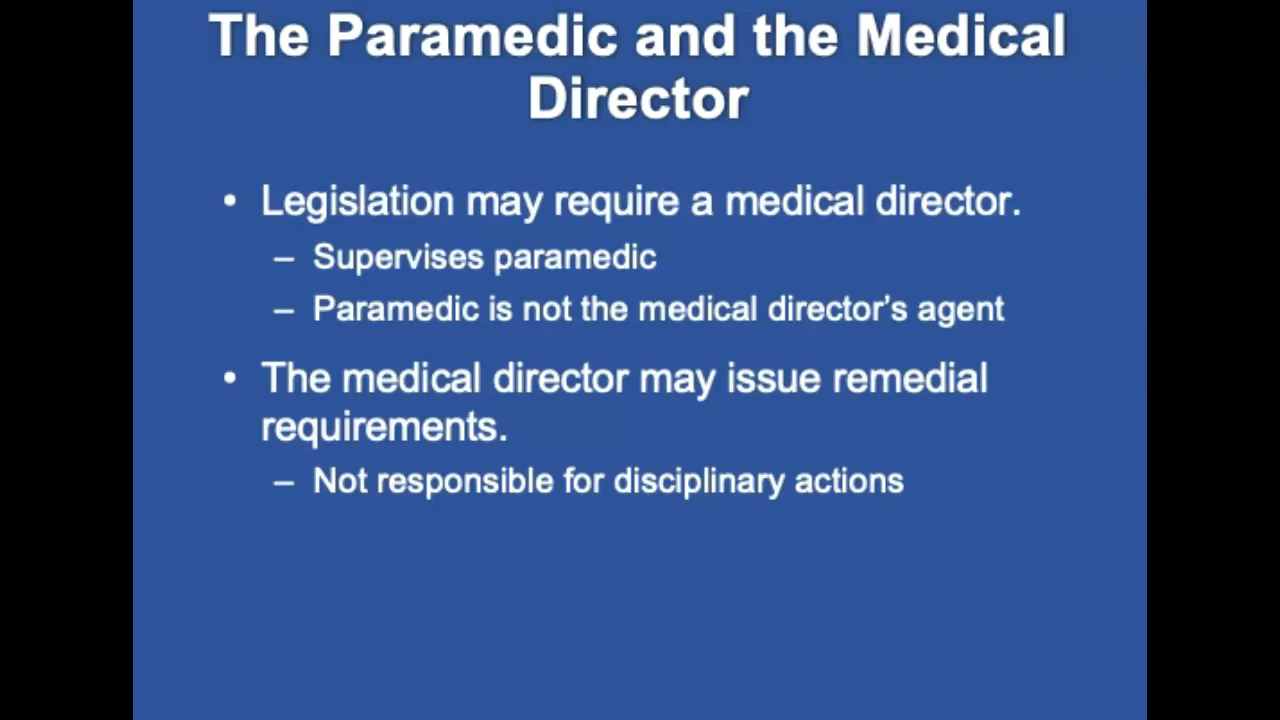 The Paramedic and the Medical
Director
• Legislation may require a medical director.
– Supervises paramedic
– Paramedic is not the medical director’s agent
• The medical director may issue remedial
requirements.
– Not responsible for disciplinary actions